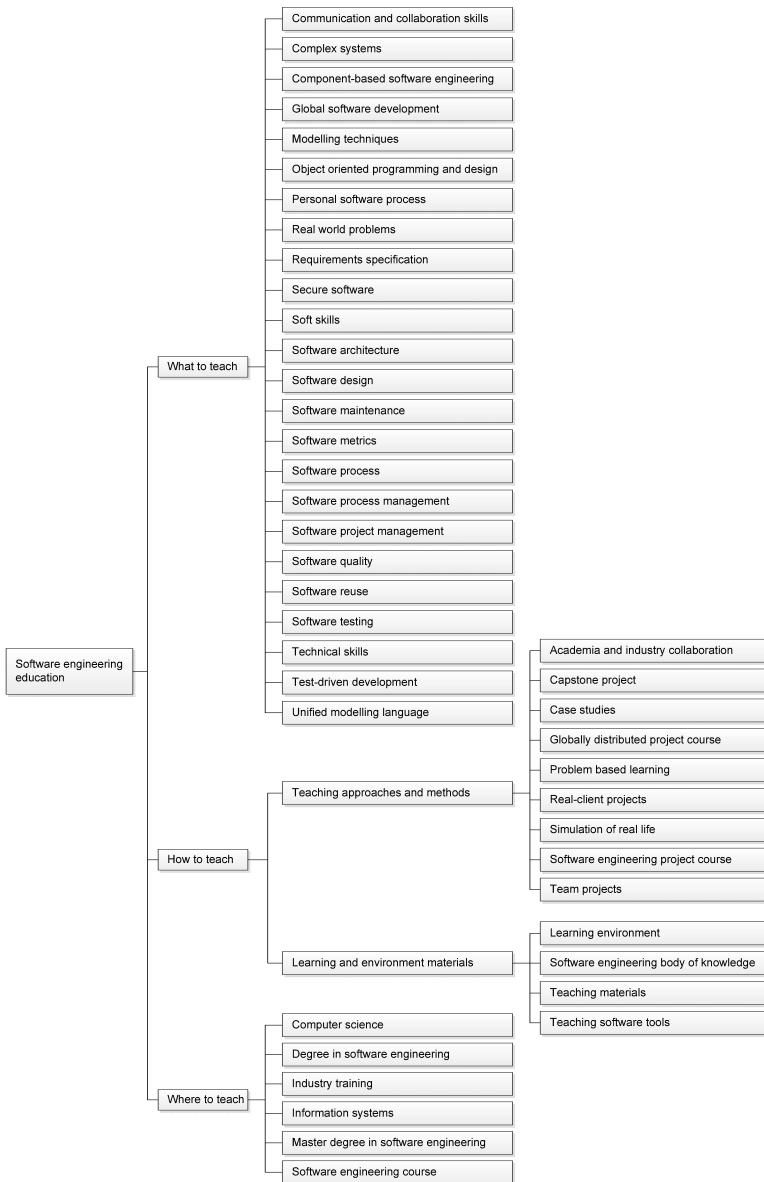 Communication and collaboration skills
Complex systems
Component-based software engineering
Global software development
Modelling techniques
Object oriented programming and design
Personal software process
Real world problems
Requirements specification
Secure software
Soft skills
Software architecture
What to teach
Software design
Software maintenance
Software metrics
Software process
Software process management
Software project management
Software quality
Software reuse
Software testing
Software engineering
education
Technical skills
Test-driven development
Unified modelling language
Academia and industry collaboration
Capstone project
Case studies
Globally distributed project course
Problem based learning
Teaching approaches and methods
Real-client projects
Simulation of real life
How to teach
Software engineering project course
Team projects
Learning environment
Learning and environment materials
Software engineering body of knowledge
Teaching materials
Teaching software tools
Computer science
Degree in software engineering
Industry training
Where to teach
Information systems
Master degree in software engineering
Software engineering course